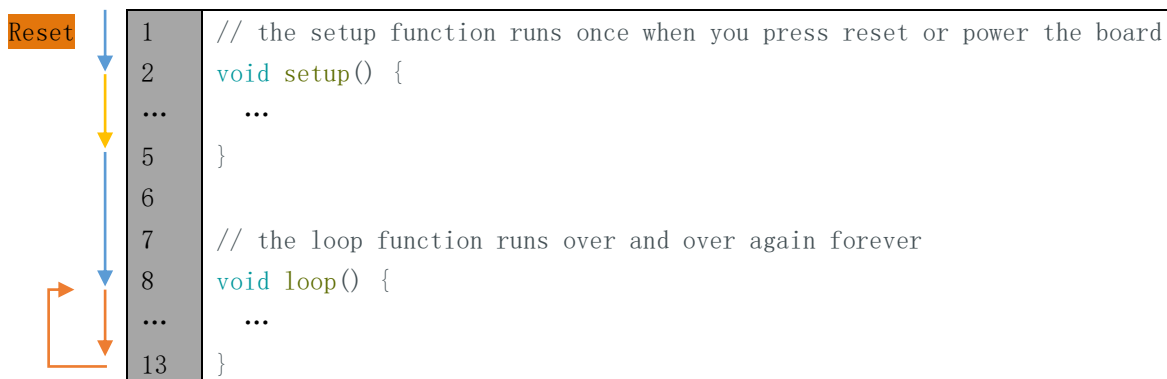 Reset 1 // the setup function runs once when you press reset or power the board
2 void setup() {
… …
5 }
6
7 // the loop function runs over and over again forever
8 void loop() {
… …
13 }